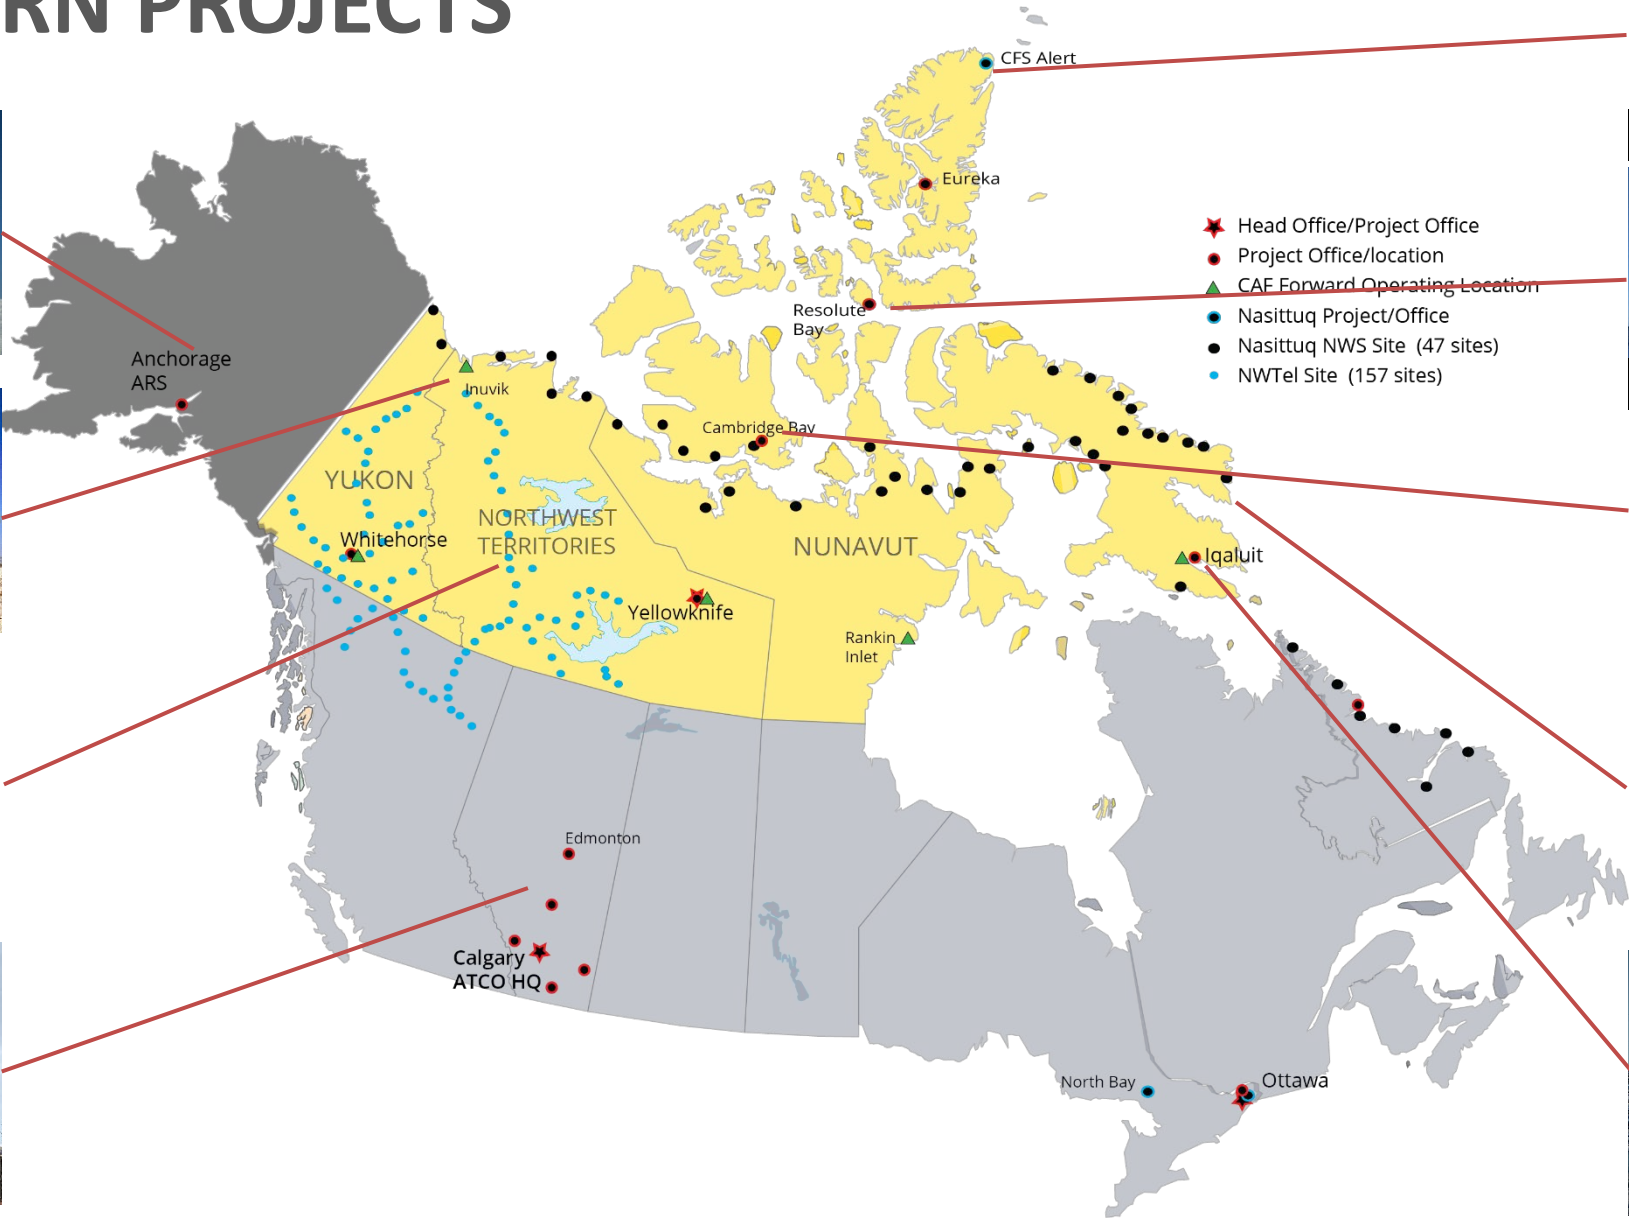 RN PROJECTS
CFS Alert
Eureka
Head Office/Project Office
Project Office/location
CAF Forward Operating Location
Nasittuq Project/Office
Nasittuq NWS Site (47 sites)
NWTel Site (157 sites)
Resolute
Bay
Anchorage
ARS
Inuvik
Cambridge Bay
YUKON
NORTHWEST
TERRITORIES
NUNAVUT
Whitehorse
Iqaluit
Yellowknife
Rankin
Inlet
Edmonton
Calgary
ATCO HQ
North Bay
Ottawa